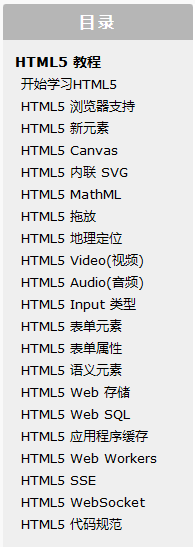 目录
HTML5 教程
开始学习HTML5
HTML5 浏览器支持
HTML5 新元素
HTML5 Canvas
HTML5 内联 SVG
HTML5 MathML
HTML5 拖放
HTML5 地理定位
HTML5 Video(视频)
HTML5 Audio(音频)
HTML5 Input 类型
HTML5 表单元素
HTML5 表单属性
HTML5 语义元素
HTML5 Web 存储
HTML5 Web SQL
HTML5 应用程序缓存
HTML5 Web Workers
HTML5 SSE
HTML5 WebSocket
HTML5 代码规范